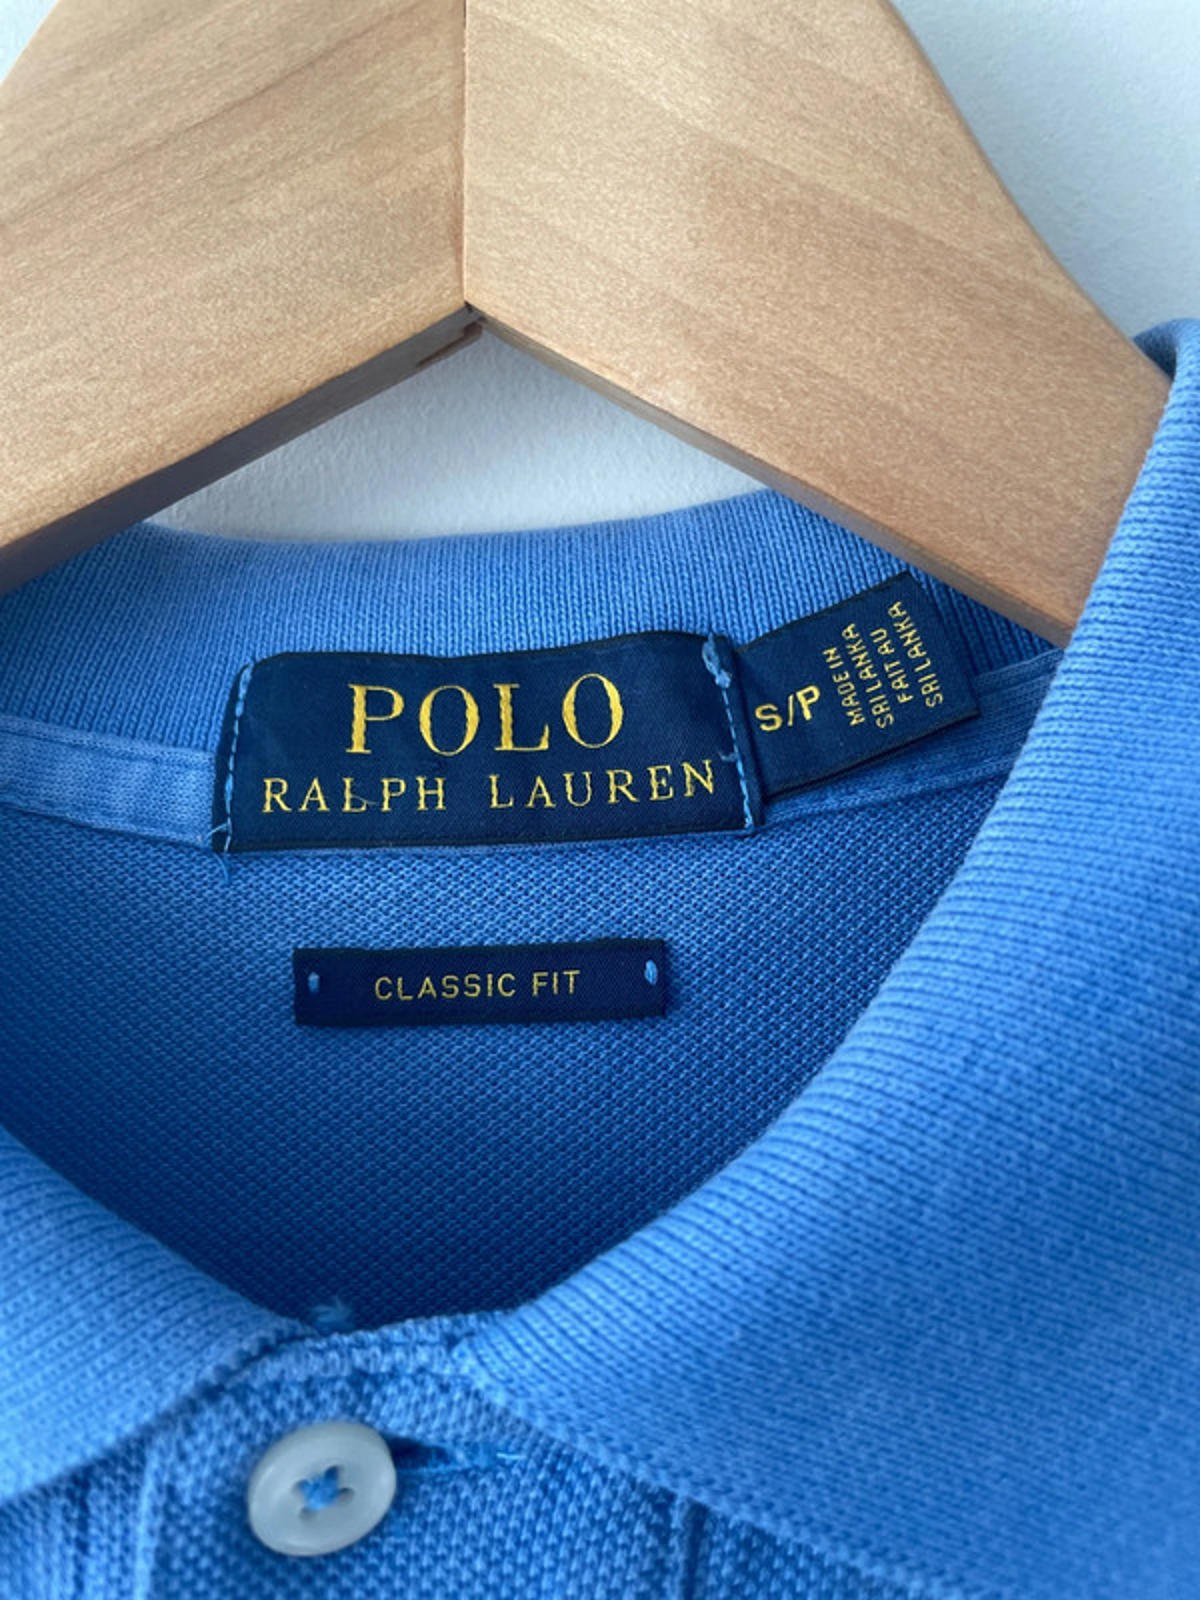 POLO
RALPH LAUREN
S/P
MADE IN
SRI LANKA
FAIT AU
SRI LANKA
CLASSIC FIT